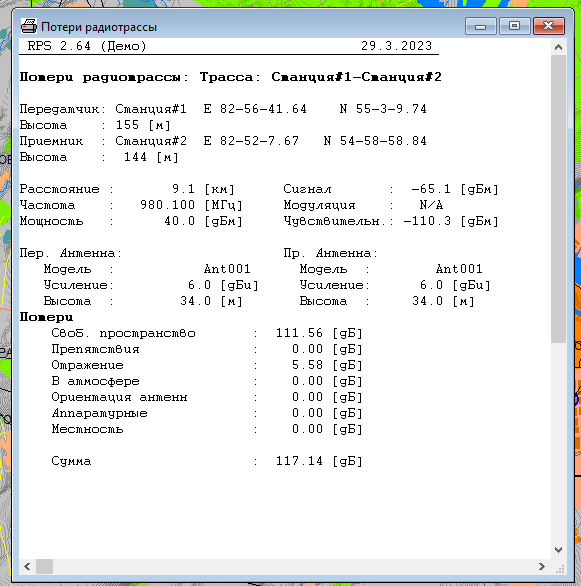 Потери радиотрассы
RPS 2.64 (Демо) 29.3.2023
Потери радиотрассы: Трасса: Станция#1-Станция#2
Передатчик: Станция#1 E 82-56-41.64 N 55-3-9.74
Высота : 155 [м]
Приемник : Станция#2 E 82-52-7.67 N 54-58-58.84
Высота : 144 [м]
Расстояние : 9.1 [км] Сигнал : -65.1 [дБм]
Частота : 980.100 [МГц] Модуляция : N/A
Мощность : 40.0 [дБм] Чувствительн.: -110.3 [дБм]
Пер. Антенна: Пр. Антенна:
Модель : Ant001 Модель : Ant001
Усиление: 6.0 [дБи] Усиление: 6.0 [дБи]
Высота : 34.0 [м] Высота : 34.0 [м]
Потери
Своб. пространство : 111.56 [дБ]
Препятствия : 0.00 [дБ]
Отражение : 5.58 [дБ]
В атмосфере : 0.00 [дБ]
Ориентация антенн : 0.00 [дБ]
Аппаратурные : 0.00 [дБ]
Местность : 0.00 [дБ]
Сумма : 117.14 [дБ]